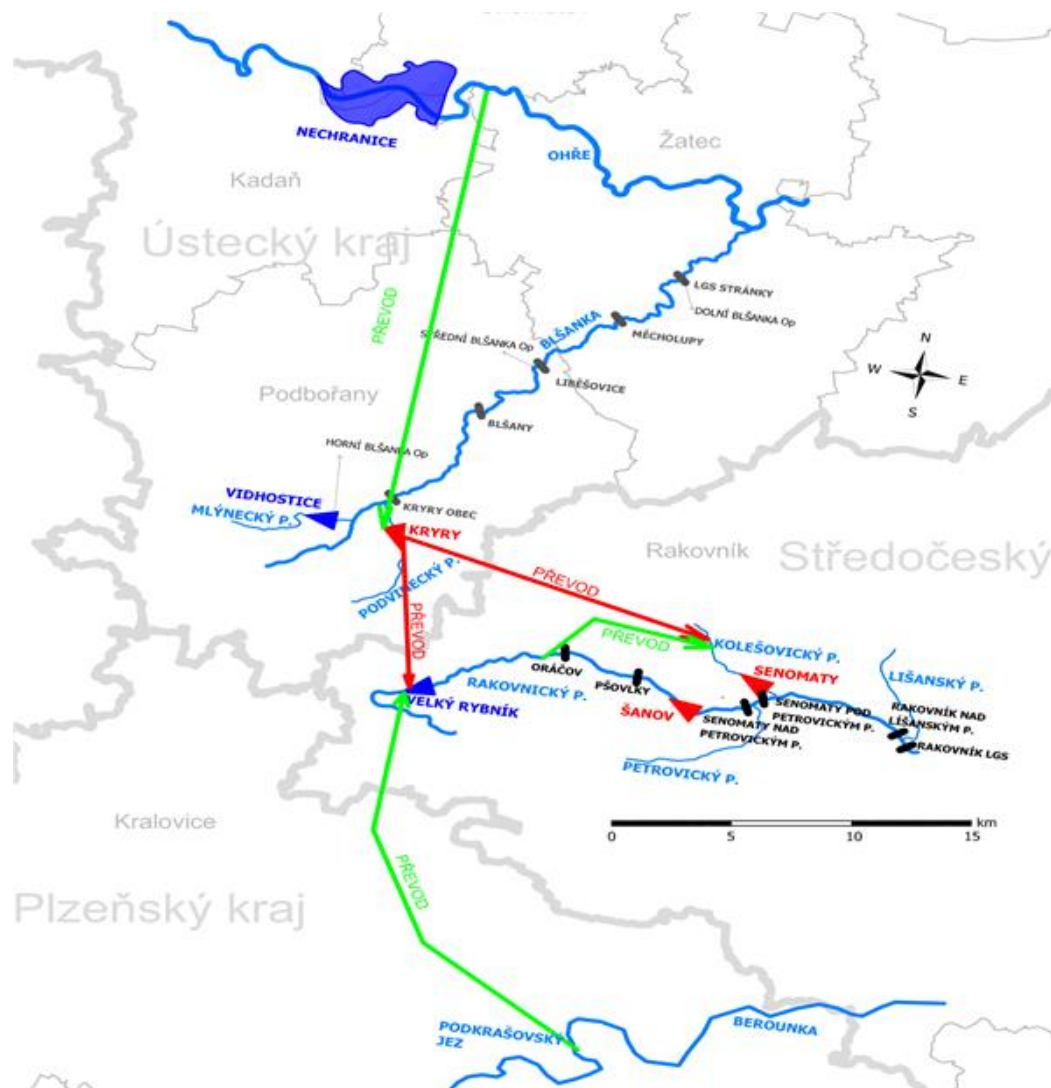 NECHRANICE
OHŘE
Žatec
Kadaň
Ústecký kraj
LGS STRÁNKY
DOLNÍ BLŠANKA Op
PŘEVOD
BLŠANKA
MĚCHOLUPY
STŘEDNÍ BLŠANKA Op
LIBĚŠOVICE
N
W
E
S
Podbořany
BLŠANY
HORNÍ BLŠANKA Op
VIDHOSTICE
MLÝNECKÝ P.
KRYRY OBEC
KRYRY
Rakovník
Středočeský
PODVINECKÝ P.
PŘEVOD
PŘEVOD
PŘEVOD
KOLEŠOVICKÝ P.
ORÁČOV
RAKOVNICKÝ P.
PŠOVLKY
SENOMATY
LIŠANSKÝ P.
VELKÝ RYBNÍK
ŠANOV
SENOMATY NAD
PETROVICKÝM P.
SENOMATY POD
PETROVICKÝM P.
RAKOVNÍK NAD
LÍŠANSKÝM P.
RAKOVNÍK LGS
PETROVICKÝ P.
km
0
5
10
15
Kralovice
PŘEVOD
Plzeňský kraj
PODKRAŠOVSKÝ
JEZ
BEROUNKA